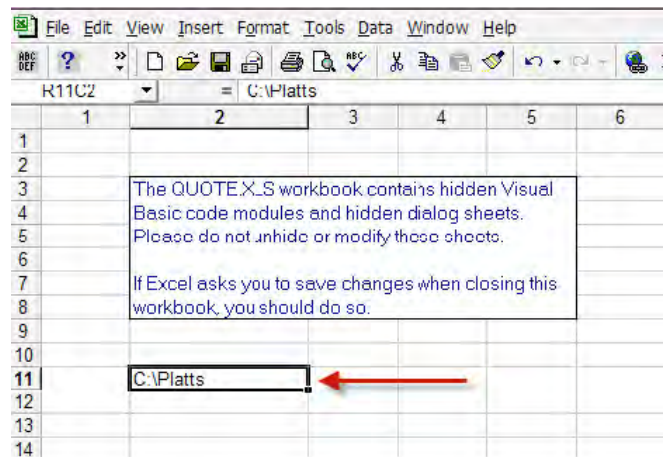 File Edit View Insert Format Tools Data Window Help
ABC DEF ? » ABC
R11C2 = C:\Platts
1 2 3 4 5 6
1
2
3 The QUOTE.XLS workbook contains hidden Visual
4 Basic code modules and hidden dialog sheets.
5 Please do not unhide or modify these sheets.
6
7 If Excel asks you to save changes when closing this
8 workbook, you should do so.
9
10
11 C:\Platts
12
13
14